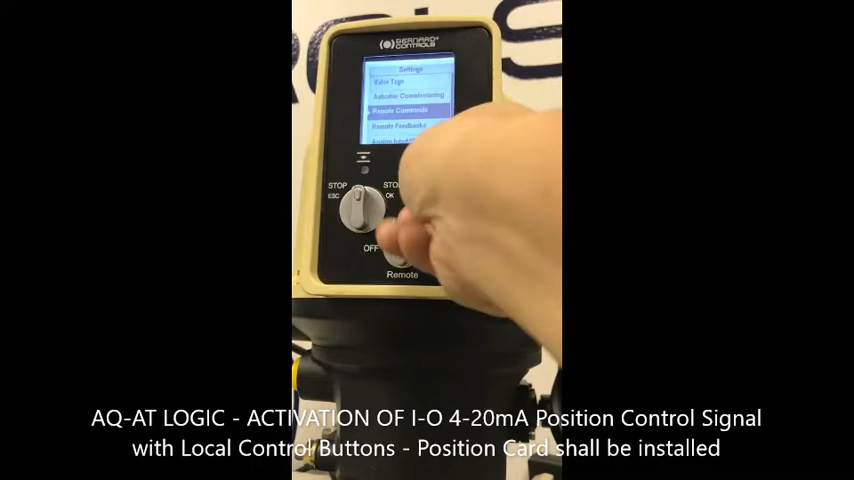 BERNARD
CONTROLS
Settings
Valve Tags
Actuator Commissioning
Remote Commands
Remote Feedbacks
STOP STO
ESC OK
OFF
Remote
AQ-AT LOGIC - ACTIVATION OF I-O 4-20mA Position Control Signal
with Local Control Buttons - Position Card shall be installed